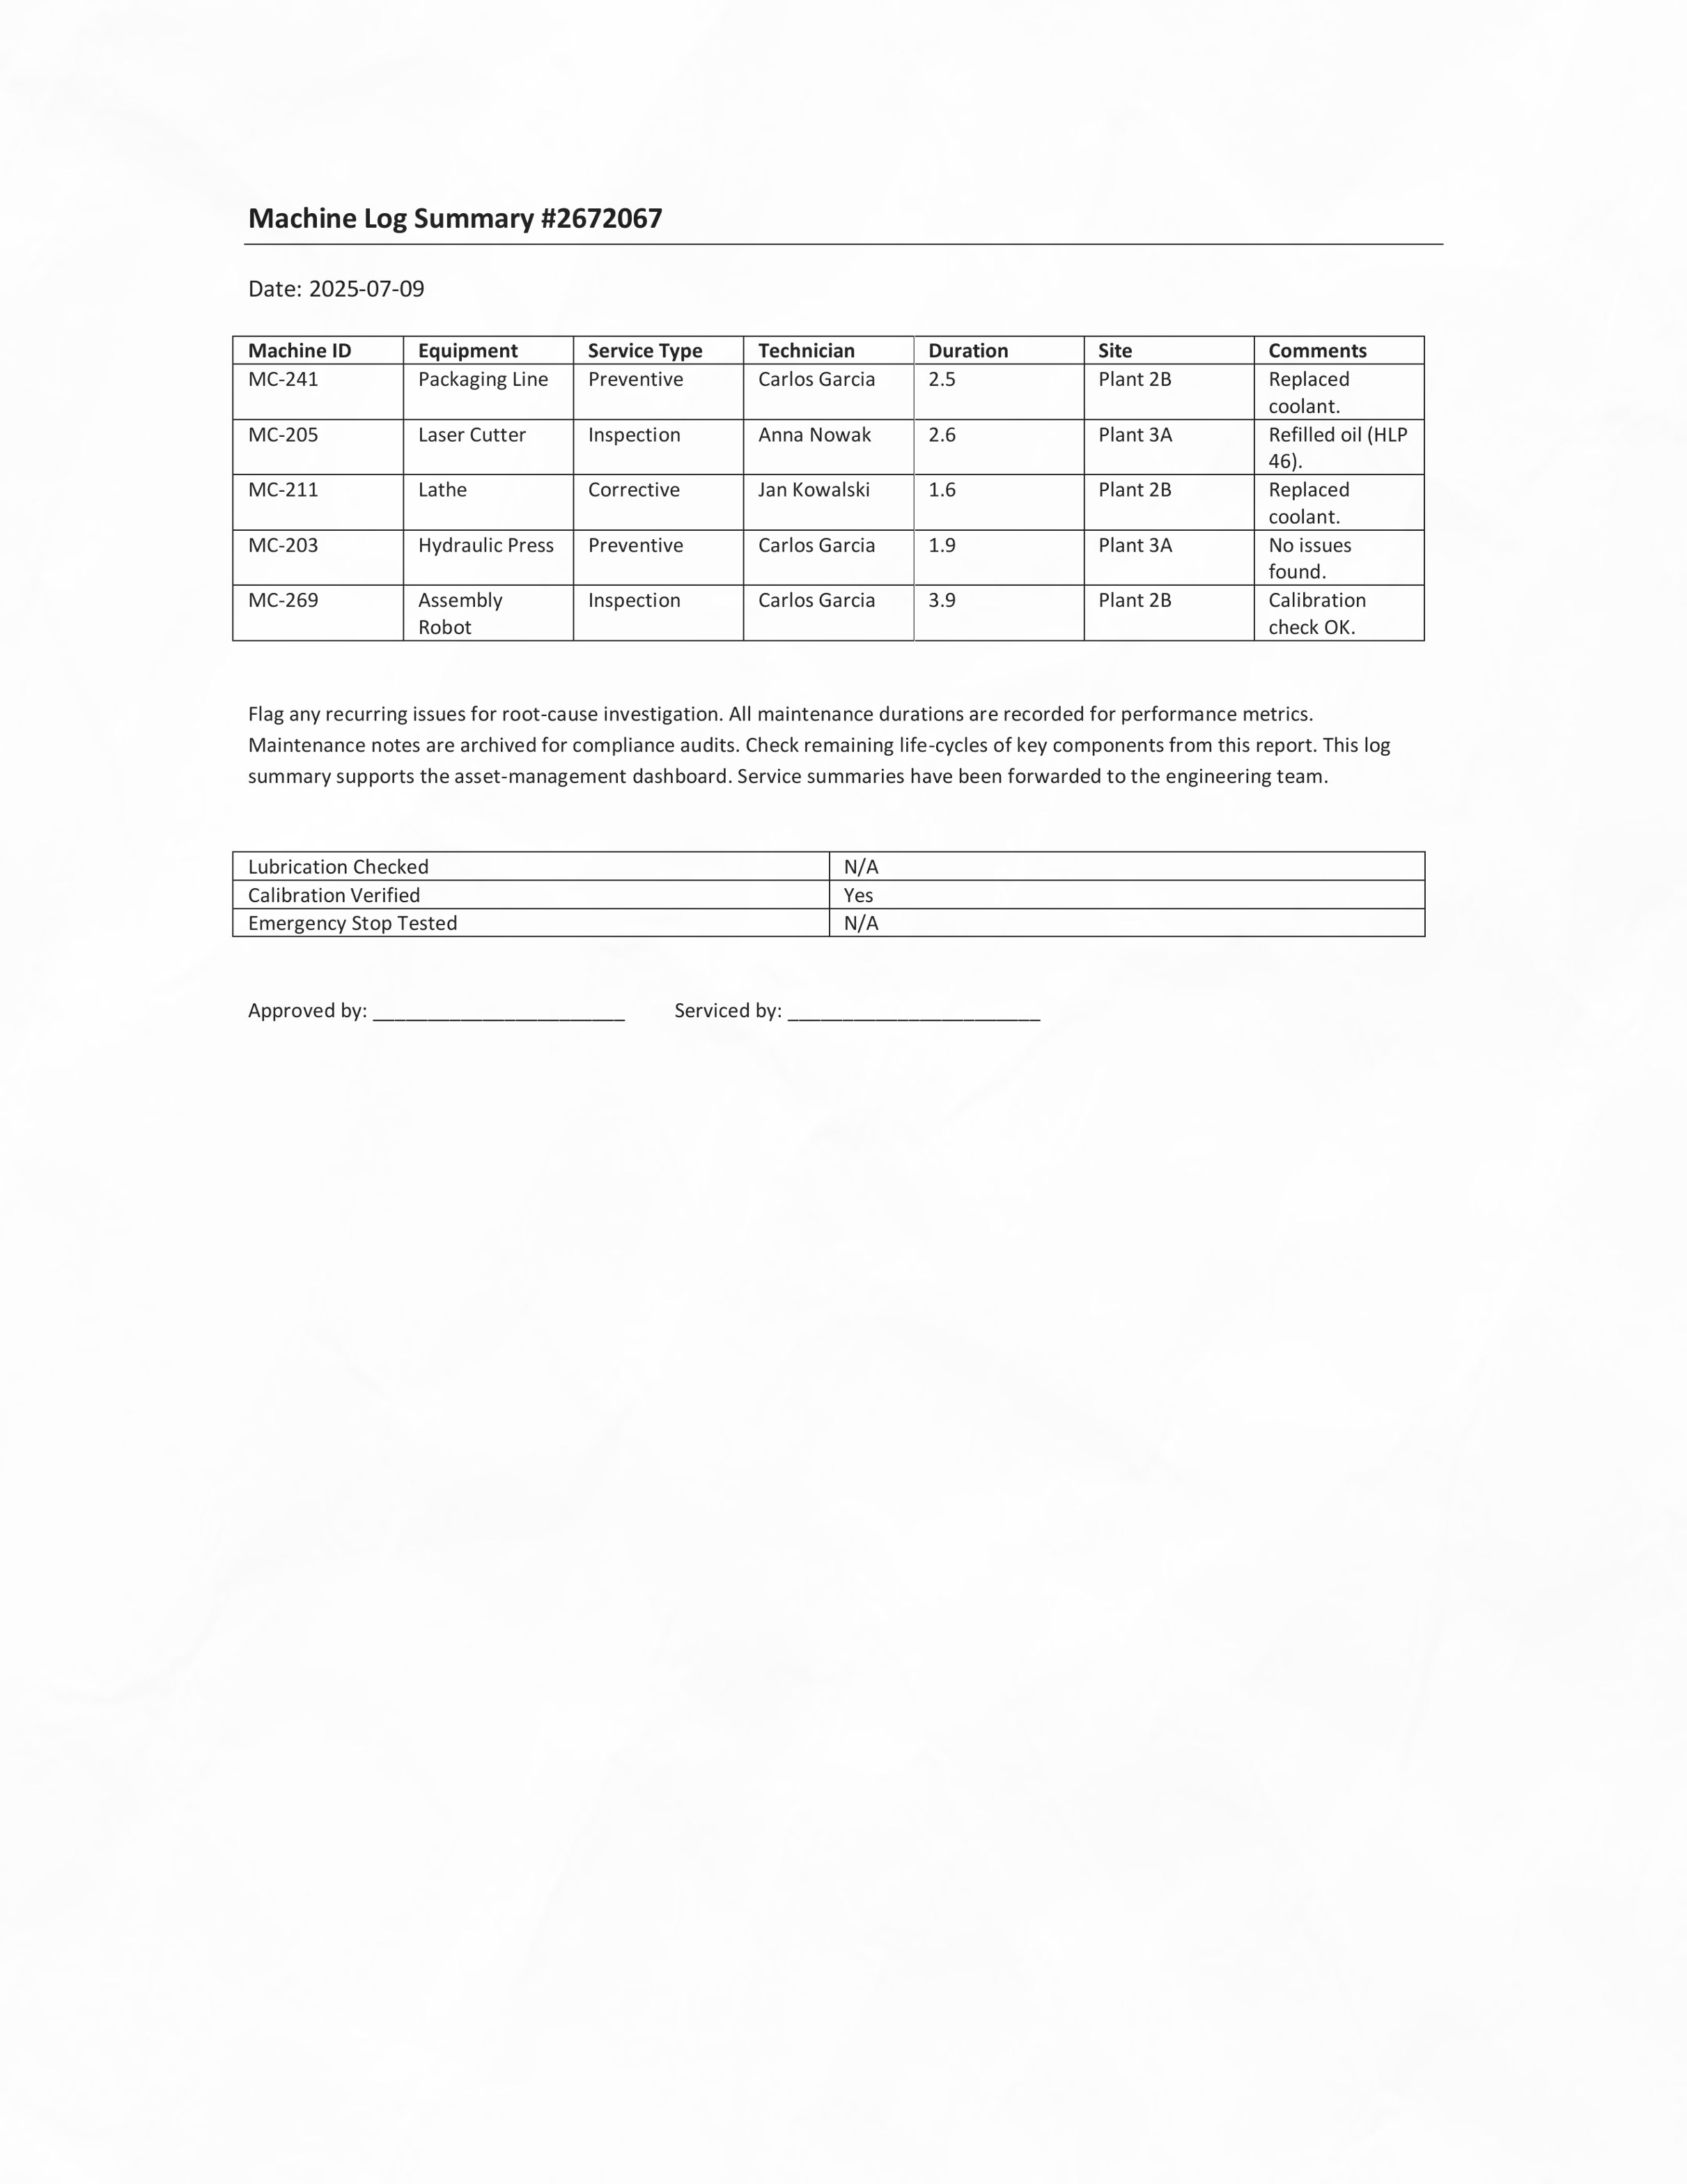 Machine Log Summary #2672067
Date: 2025-07-09
Machine ID Equipment Service Type Technician Duration Site Comments
MC-241 Packaging Line Preventive Carlos Garcia 2.5 Plant 2B Replaced
coolant.
MC-205 Laser Cutter Inspection Anna Nowak 2.6 Plant 3A Refilled oil (HLP
46).
MC-211 Lathe Corrective Jan Kowalski 1.6 Plant 2B Replaced
coolant.
MC-203 Hydraulic Press Preventive Carlos Garcia 1.9 Plant 3A No issues
found.
MC-269 Assembly Inspection Carlos Garcia 3.9 Plant 2B Calibration
Robot check OK.
Flag any recurring issues for root-cause investigation. All maintenance durations are recorded for performance metrics.
Maintenance notes are archived for compliance audits. Check remaining life-cycles of key components from this report. This log
summary supports the asset-management dashboard. Service summaries have been forwarded to the engineering team.
Lubrication Checked N/A
Calibration Verified Yes
Emergency Stop Tested N/A
Approved by: _______________________ Serviced by: _______________________